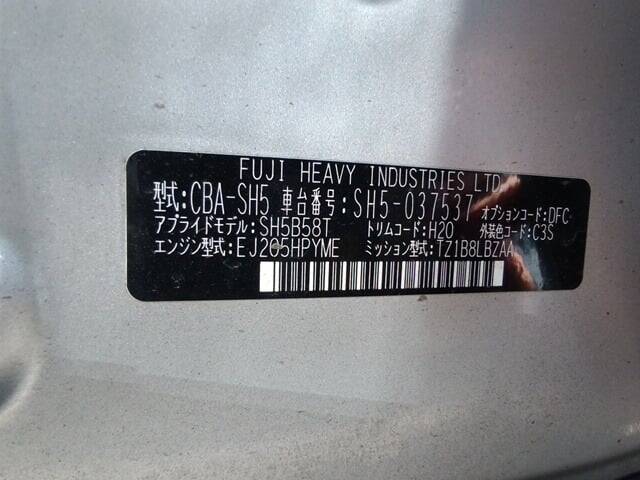 FUJI HEAVY INDUSTRIES LTD.
型式:CBA-SH5 車台番号:SH5-037537 オプションコード:DFC
アプライドモデル:SH5B58T トリムコード:H20 外装色コード:C3S
エンジン型式:EJ205HPYME ミッション型式:TZ1B8LBZAA